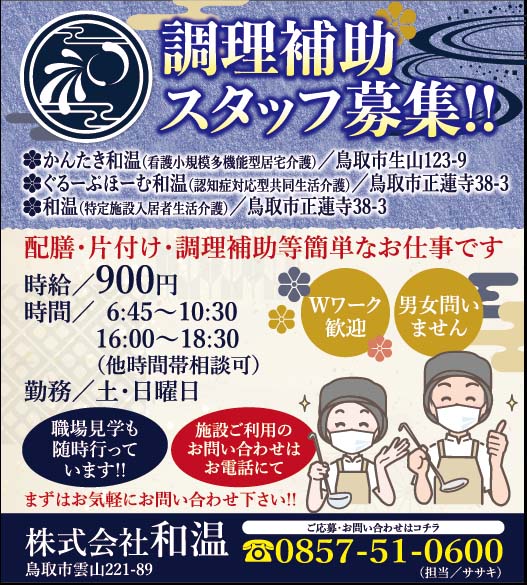 調理補助
スタッフ募集!!
かんたき和温(看護小規模多機能型居宅介護)／鳥取市生山123-9
ぐるーぷほーむ和温(認知症対応型共同生活介護)／鳥取市正蓮寺38-3
和温(特定施設入居者生活介護)／鳥取市正蓮寺38-3
配膳・片付け・調理補助等簡単なお仕事です
時給／900円
時間／ 6:45～10:30
16:00～18:30
(他時間帯相談可)
勤務／土・日曜日
Wワーク
歓迎
男女問い
ません
職場見学も
随時行って
います!!
施設ご利用の
お問い合わせは
お電話にて
まずはお気軽にお問い合わせ下さい!!
株式会社和温
鳥取市雲山221-89
ご応募・お問い合わせはコチラ
☎0857-51-0600
(担当／ササキ)